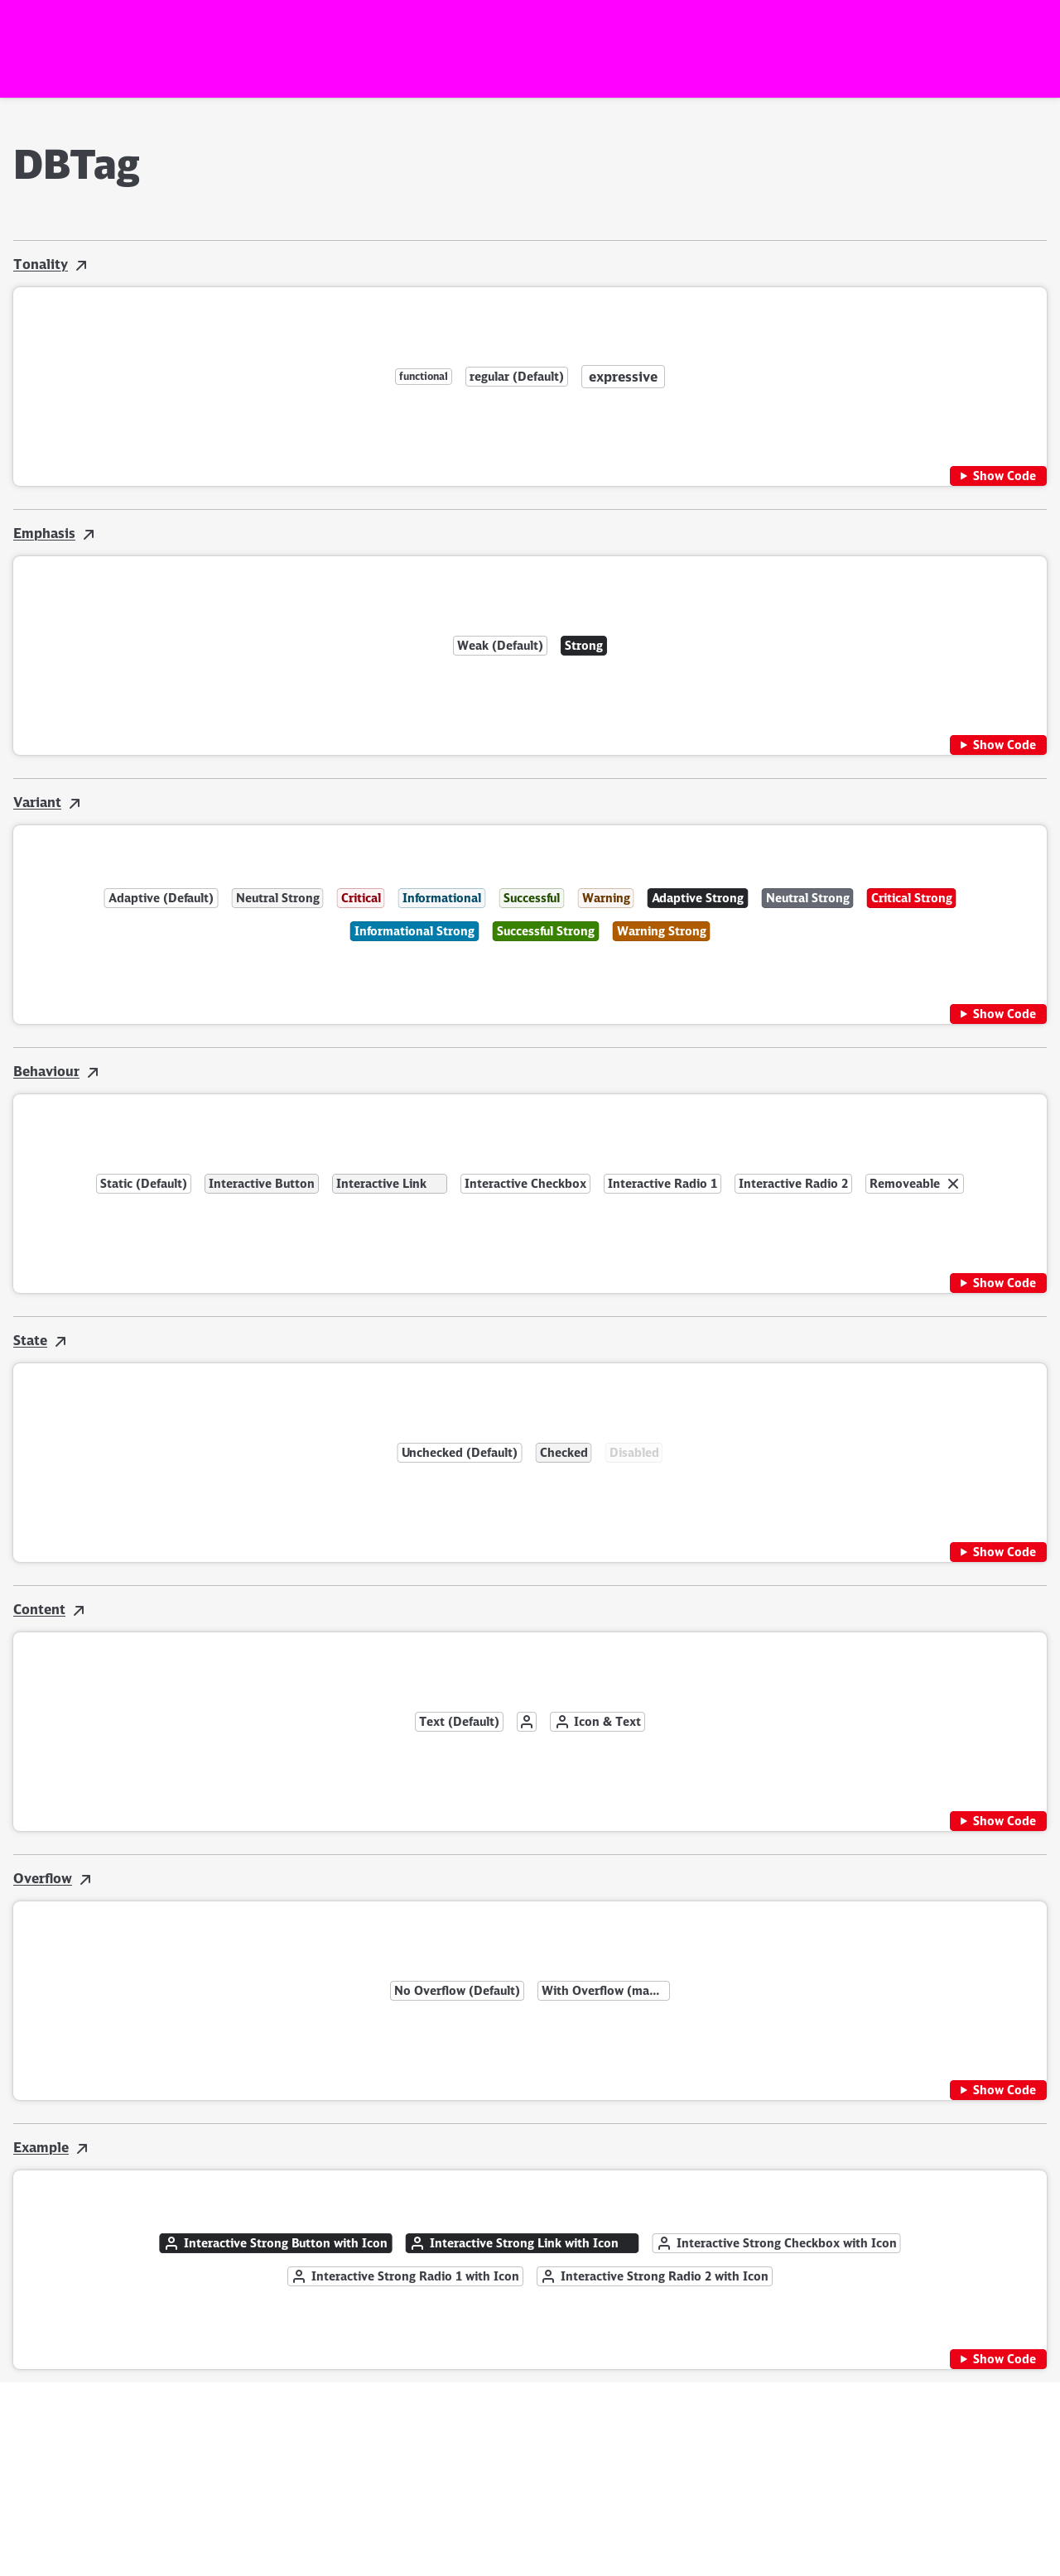 DBTag
Tonality
functional regular (Default) expressive
Show Code
Emphasis
Weak (Default) Strong
Show Code
Variant
Adaptive (Default) Neutral Strong Critical Informational Successful Warning Adaptive Strong Neutral Strong Critical Strong
Informational Strong Successful Strong Warning Strong
Show Code
Behaviour
Static (Default) Interactive Button Interactive Link Interactive Checkbox Interactive Radio 1 Interactive Radio 2 Removeable
Show Code
State
Unchecked (Default) Checked Disabled
Show Code
Content
Text (Default) Icon & Text
Show Code
Overflow
No Overflow (Default) With Overflow (ma...
Show Code
Example
Interactive Strong Button with Icon Interactive Strong Link with Icon Interactive Strong Checkbox with Icon
Interactive Strong Radio 1 with Icon Interactive Strong Radio 2 with Icon
Show Code